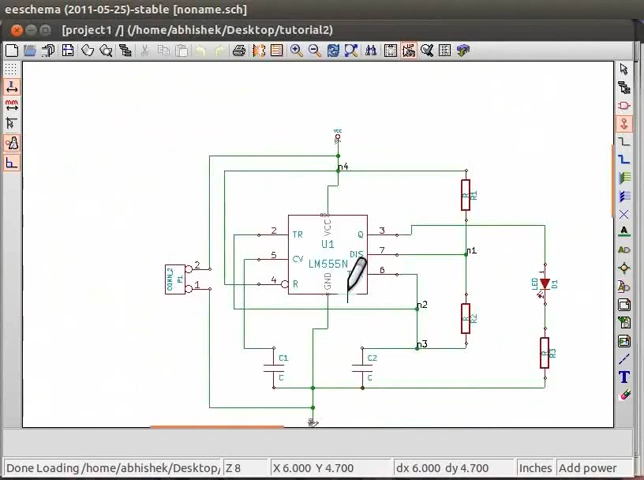 eeschema (2011-05-25)-stable [noname.sch]
[project1 /] (/home/abhishek/Desktop/tutorial2)
VCC
n4
R R1
2 TR VCC Q 3
U1
5 CV DIS 7 n1
LM555N
CONN_2 P1 2 1
4 R GND 6
LED D1
n2
R R2
n3
C1 C
C2 C
R R3
Done Loading /home/abhishek/Desktop, Z 8 X 6.000 Y 4.700 dx 6.000 dy 4.700 Inches Add power